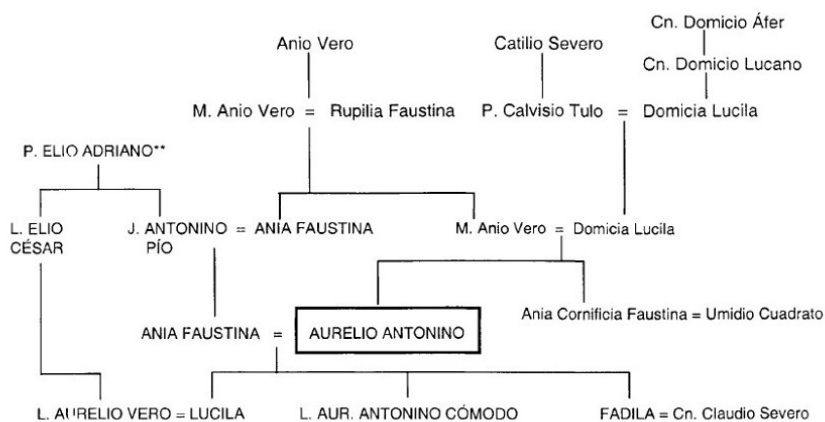 Cn. Domicio Áfer
Anio Vero Catilio Severo
Cn. Domicio Lucano
M. Anio Vero = Rupilia Faustina P. Calvisio Tulo = Domicia Lucila
P. ELIO ADRIANO**
L. ELIO J. ANTONINO = ANIA FAUSTINA M. Anio Vero = Domicia Lucila
CÉSAR PÍO
Ania Cornificia Faustina = Umidio Cuadrato
ANIA FAUSTINA = AURELIO ANTONINO
L. AURELIO VERO = LUCILA L. AUR. ANTONINO CÓMODO FADILA = Cn. Claudio Severo